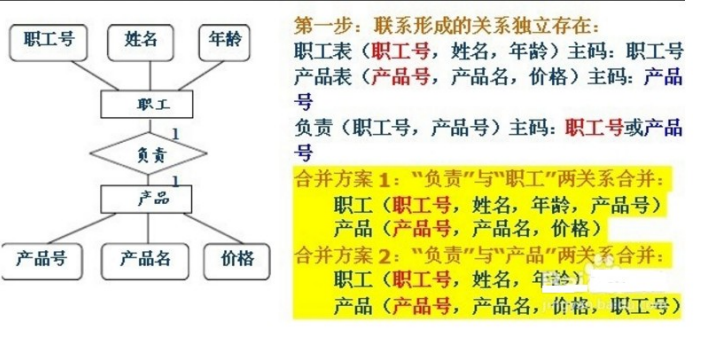 职工号 姓名 年龄
职工
1
负责
1
产品
产品号 产品名 价格
第一步：联系形成的关系独立存在：
职工表（职工号，姓名，年龄）主码：职工号
产品表（产品号，产品名，价格）主码：产品
号
负责（职工号，产品号）主码：职工号或产品
号
合并方案1：“负责”与“职工”两关系合并：
职工（职工号，姓名，年龄，产品号）
产品（产品号，产品名，价格）
合并方案2：“负责”与“产品”两关系合并：
职工（职工号，姓名，年龄）
产品（产品号，产品名，价格，职工号）